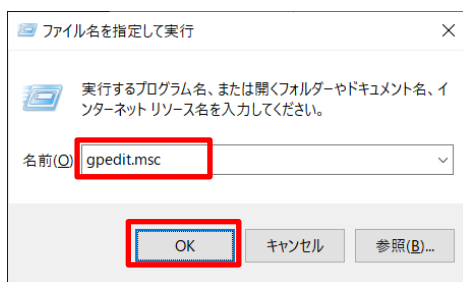 ファイル名を指定して実行
実行するプログラム名、または開くフォルダーやドキュメント名、イ
ンターネット リソース名を入力してください。
名前(O) gpedit.msc
OK キャンセル 参照(B)...